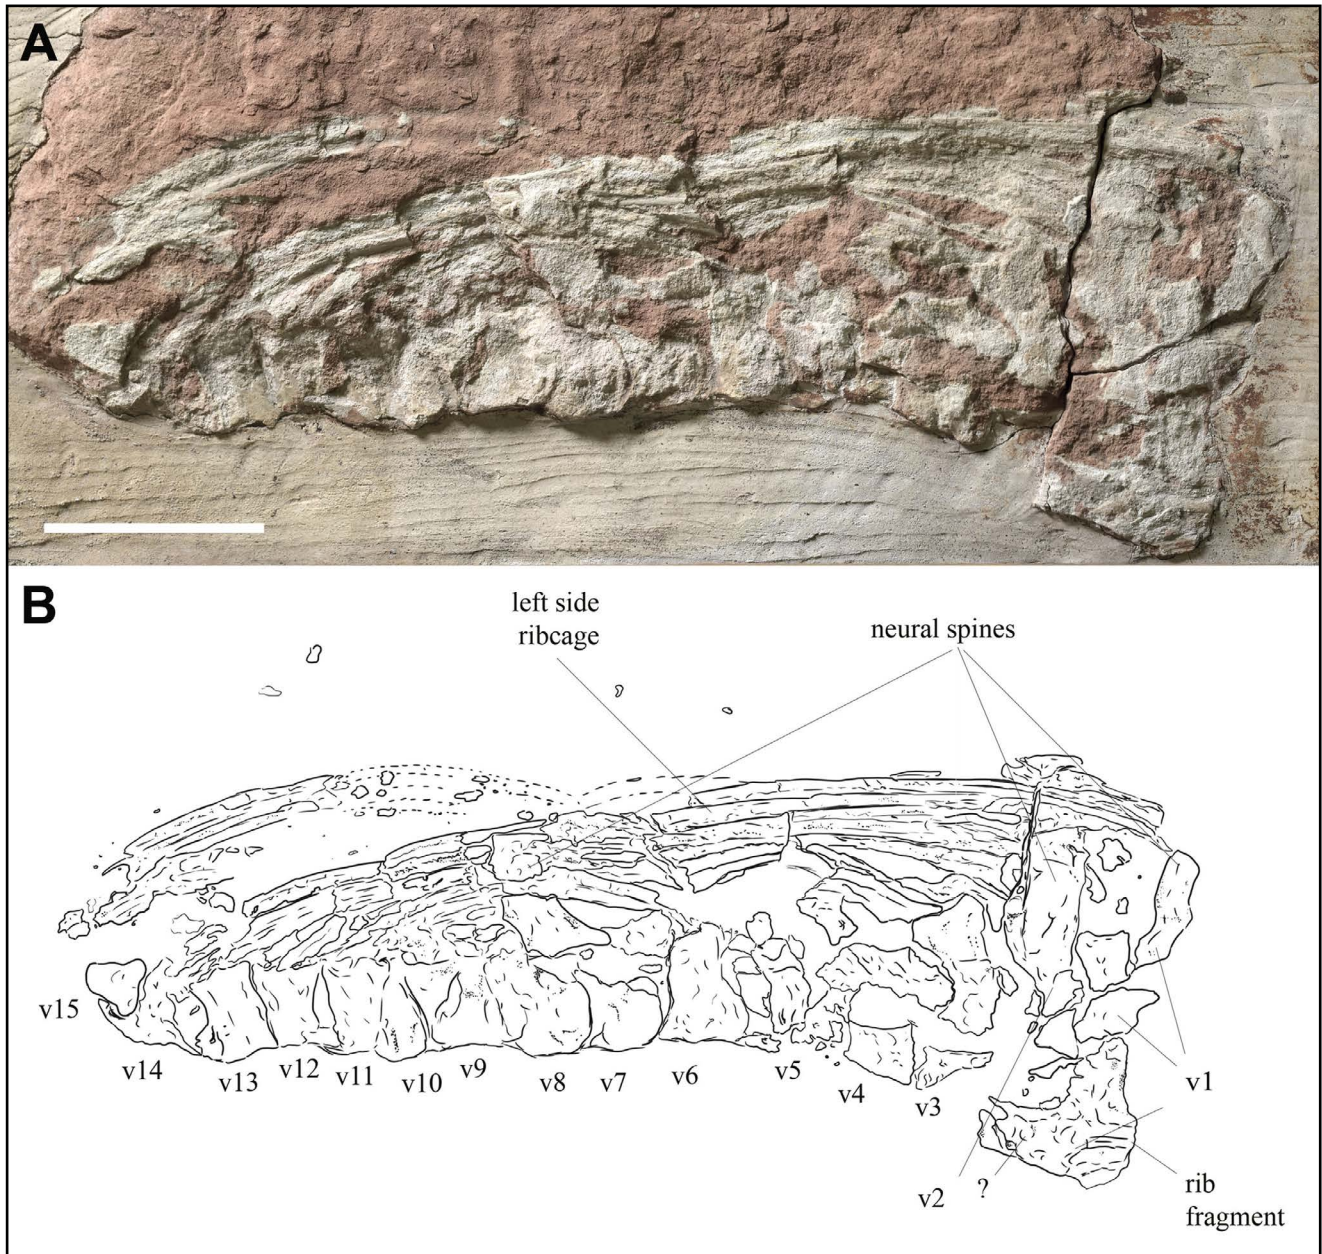 A
B
left side
ribcage
neural spines
v15
v14
v13
v12
v11
v10
v9
v8
v7
v6
v5
v4
v3
v2
?
v1
rib
fragment